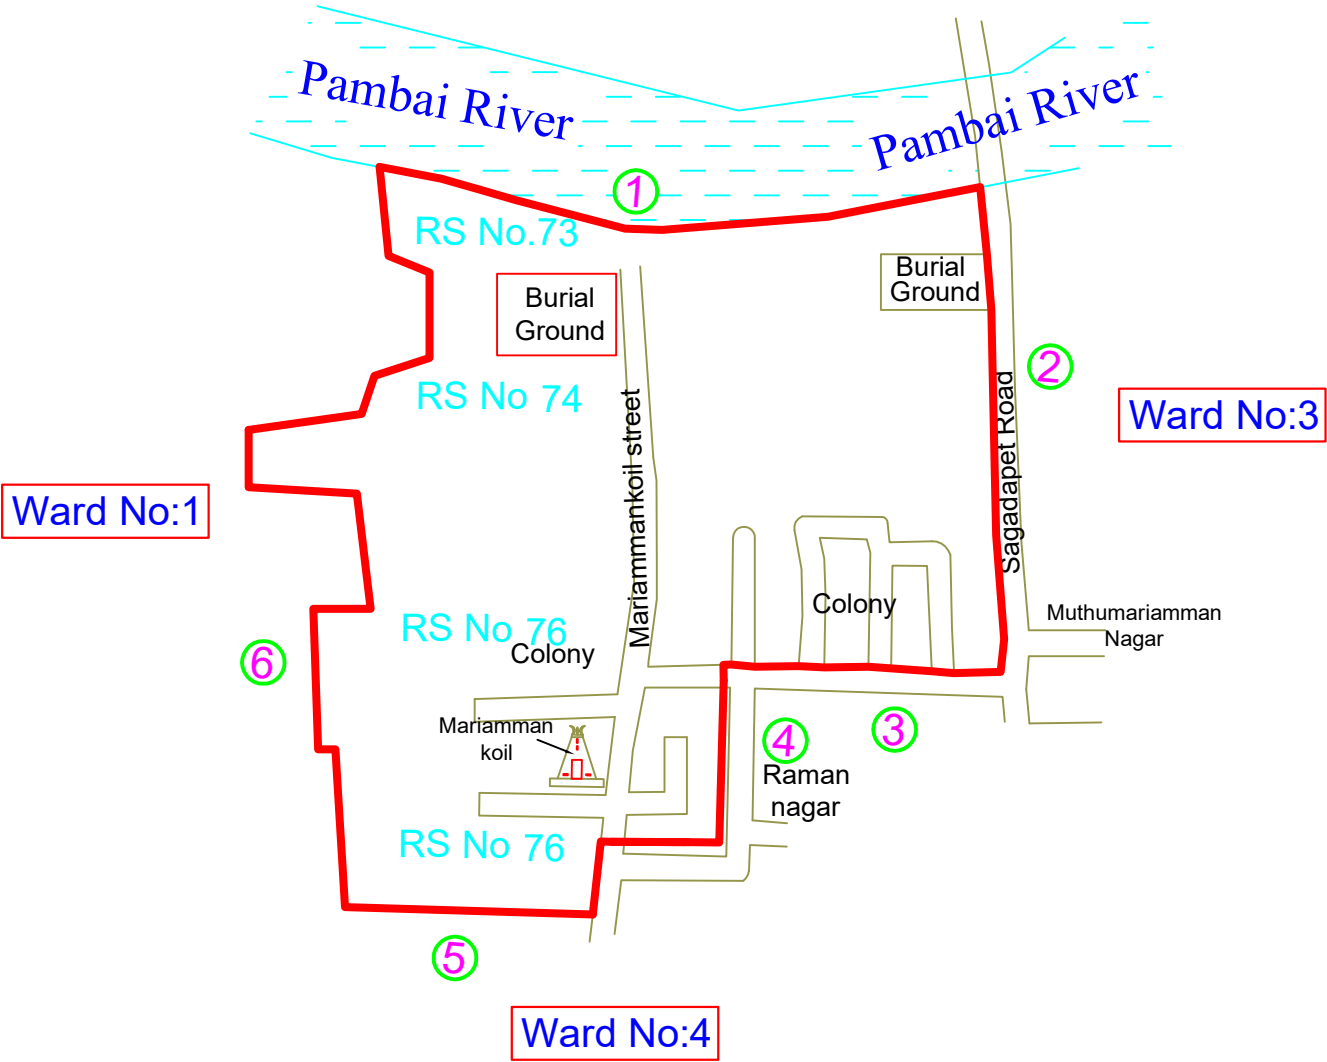 Pambai River
Pambai River
1
RS No.73
Burial
Ground
Burial
Ground
2
RS No 74
Mariammankoil street
Sagadapet Road
Ward No:3
Ward No:1
Colony
Muthumariamman
Nagar
RS No 76
Colony
6
Mariamman
koil
4
3
Raman
nagar
RS No 76
5
Ward No:4